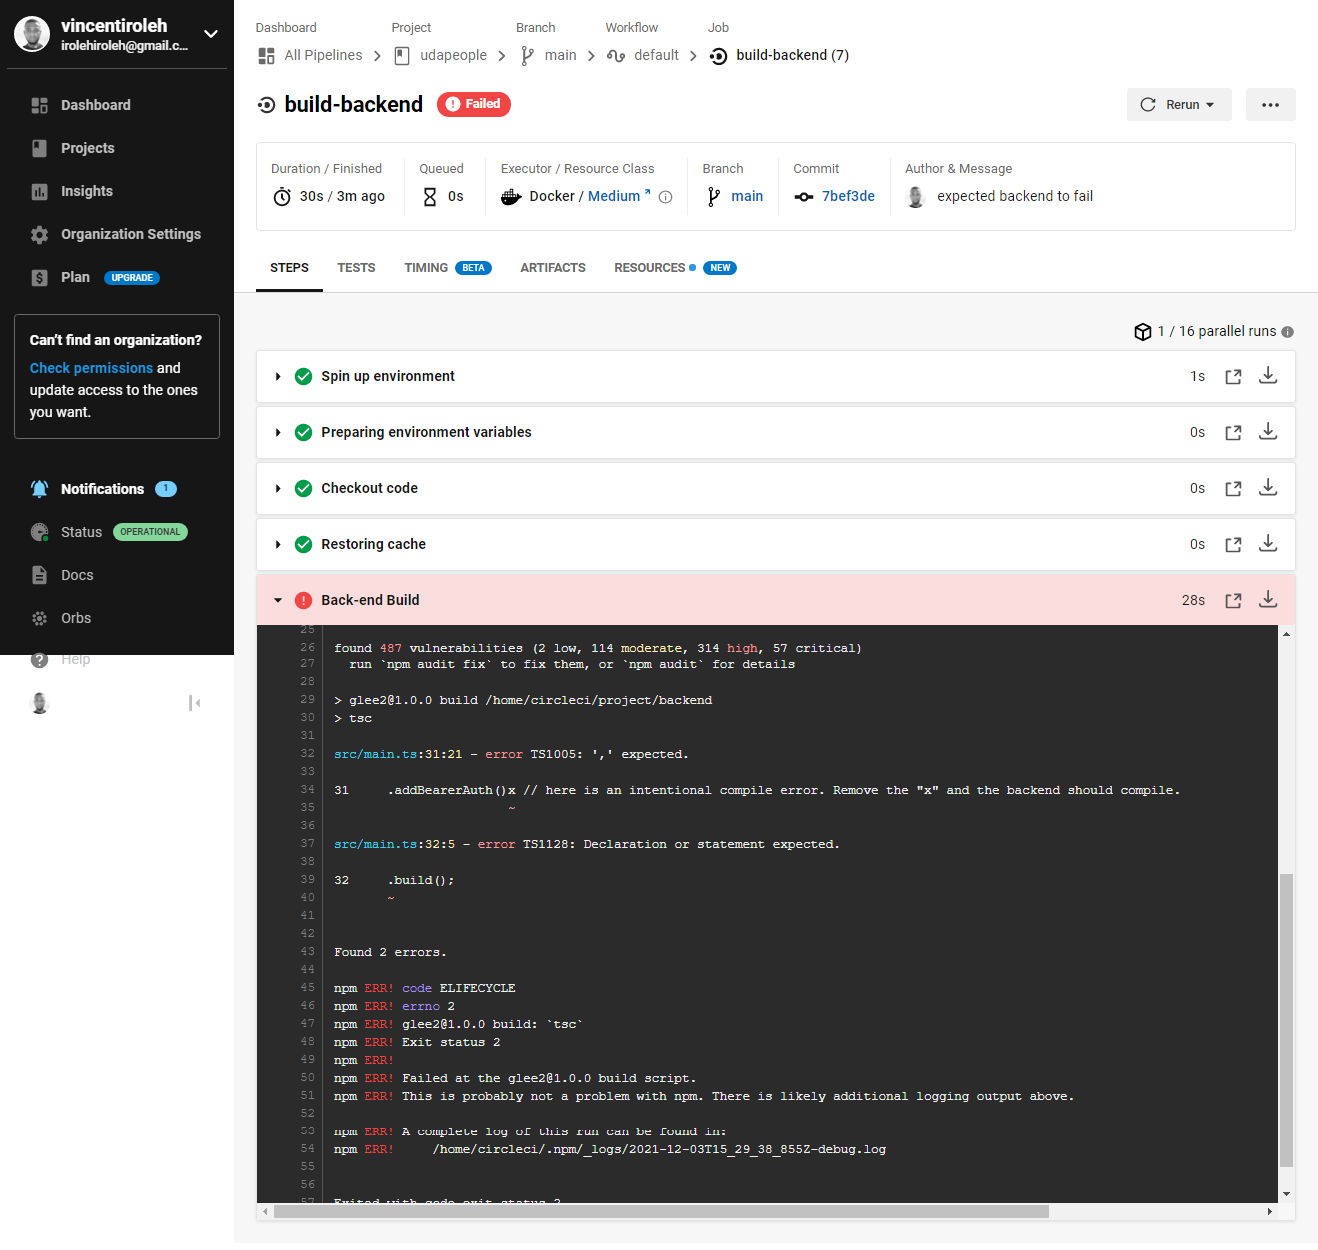 vincentiroleh
irolehiroleh@gmail.c...
Dashboard
Projects
Insights
Organization Settings
Plan UPGRADE
Can't find an organization?
Check permissions and
update access to the ones
you want.
Notifications 1
Status OPERATIONAL
Docs
Orbs
Help
Dashboard Project Branch Workflow Job
All Pipelines udapeople main default build-backend (7)
build-backend Failed
Rerun
Duration / Finished Queued Executor / Resource Class Branch Commit Author & Message
30s / 3m ago 0s Docker / Medium main 7bef3de expected backend to fail
STEPS TESTS TIMING BETA ARTIFACTS RESOURCES NEW
1 / 16 parallel runs
Spin up environment 1s
Preparing environment variables 0s
Checkout code 0s
Restoring cache 0s
Back-end Build 28s
25
26 found 487 vulnerabilities (2 low, 114 moderate, 314 high, 57 critical)
27 run `npm audit fix` to fix them, or `npm audit` for details
28
29 > glee2@1.0.0 build /home/circleci/project/backend
30 > tsc
31
32 src/main.ts:31:21 - error TS1005: ',' expected.
33
34 31 .addBearerAuth()x // here is an intentional compile error. Remove the "x" and the backend should compile.
35 ~
36
37 src/main.ts:32:5 - error TS1128: Declaration or statement expected.
38
39 32 .build();
40 ~
41
42
43 Found 2 errors.
44
45 npm ERR! code ELIFECYCLE
46 npm ERR! errno 2
47 npm ERR! glee2@1.0.0 build: `tsc`
48 npm ERR! Exit status 2
49 npm ERR!
50 npm ERR! Failed at the glee2@1.0.0 build script.
51 npm ERR! This is probably not a problem with npm. There is likely additional logging output above.
52
53 npm ERR! A complete log of this run can be found in:
54 npm ERR! /home/circleci/.npm/_logs/2021-12-03T15_29_38_855Z-debug.log
55
56
57 Exited with code exit status 2